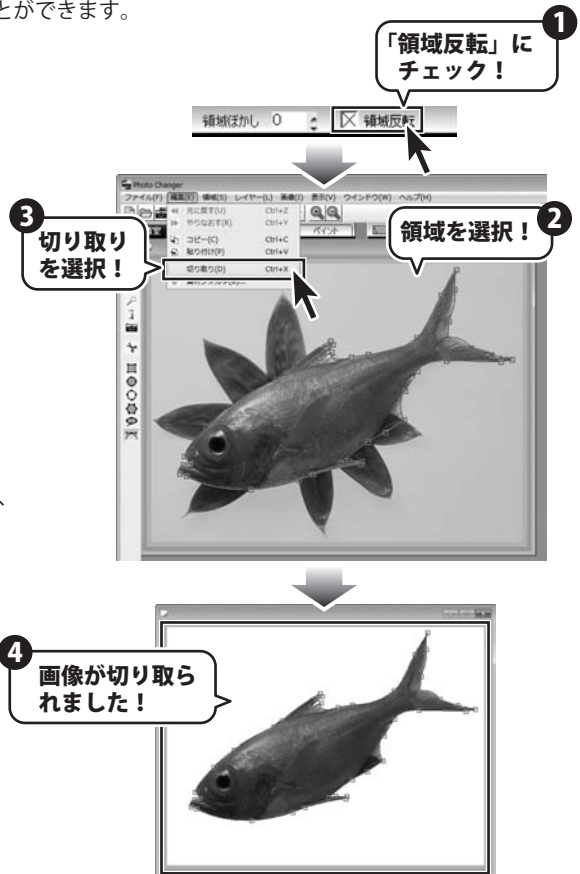 とができます。
1
「領域反転」に
チェック！
領域ぼかし 0 領域反転
Photo Changer
ファイル(F) 編集(E) 領域(S) レイヤー(L) 画像(I) 表示(V) ウインドウ(W) ヘルプ(H)
元に戻す(U) Ctrl+Z
やりなおす(R) Ctrl+Y
コピー(C) Ctrl+C
貼り付け(P) Ctrl+V
切り取り(D) Ctrl+X
ペイント
2
領域を選択！
3
切り取り
を選択！
、
4
画像が切り取ら
れました！